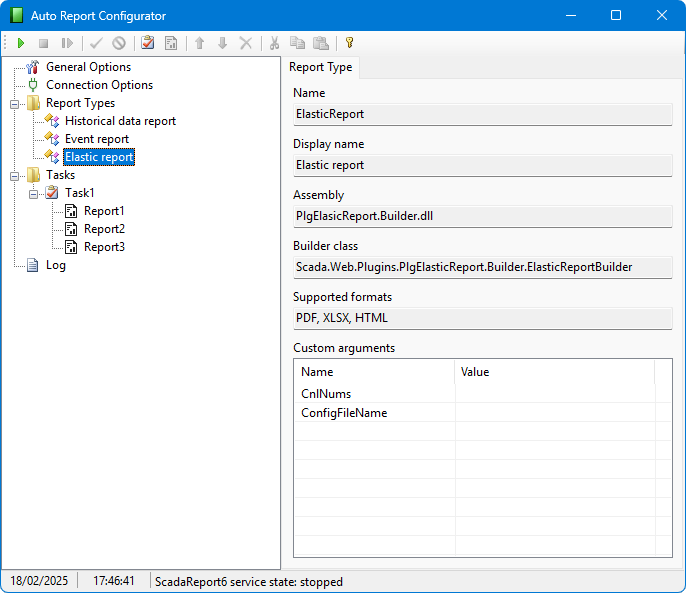 Auto Report Configurator
General Options
Connection Options
Report Types
Historical data report
Event report
Elastic report
Tasks
Task1
Report1
Report2
Report3
Log
Report Type
Name
ElasticReport
Display name
Elastic report
Assembly
PlgElasicReport.Builder.dll
Builder class
Scada.Web.Plugins.PlgElasticReport.Builder.ElasticReportBuilder
Supported formats
PDF, XLSX, HTML
Custom arguments
Name Value
CnlNums
ConfigFileName
18/02/2025 17:46:41 ScadaReport6 service state: stopped